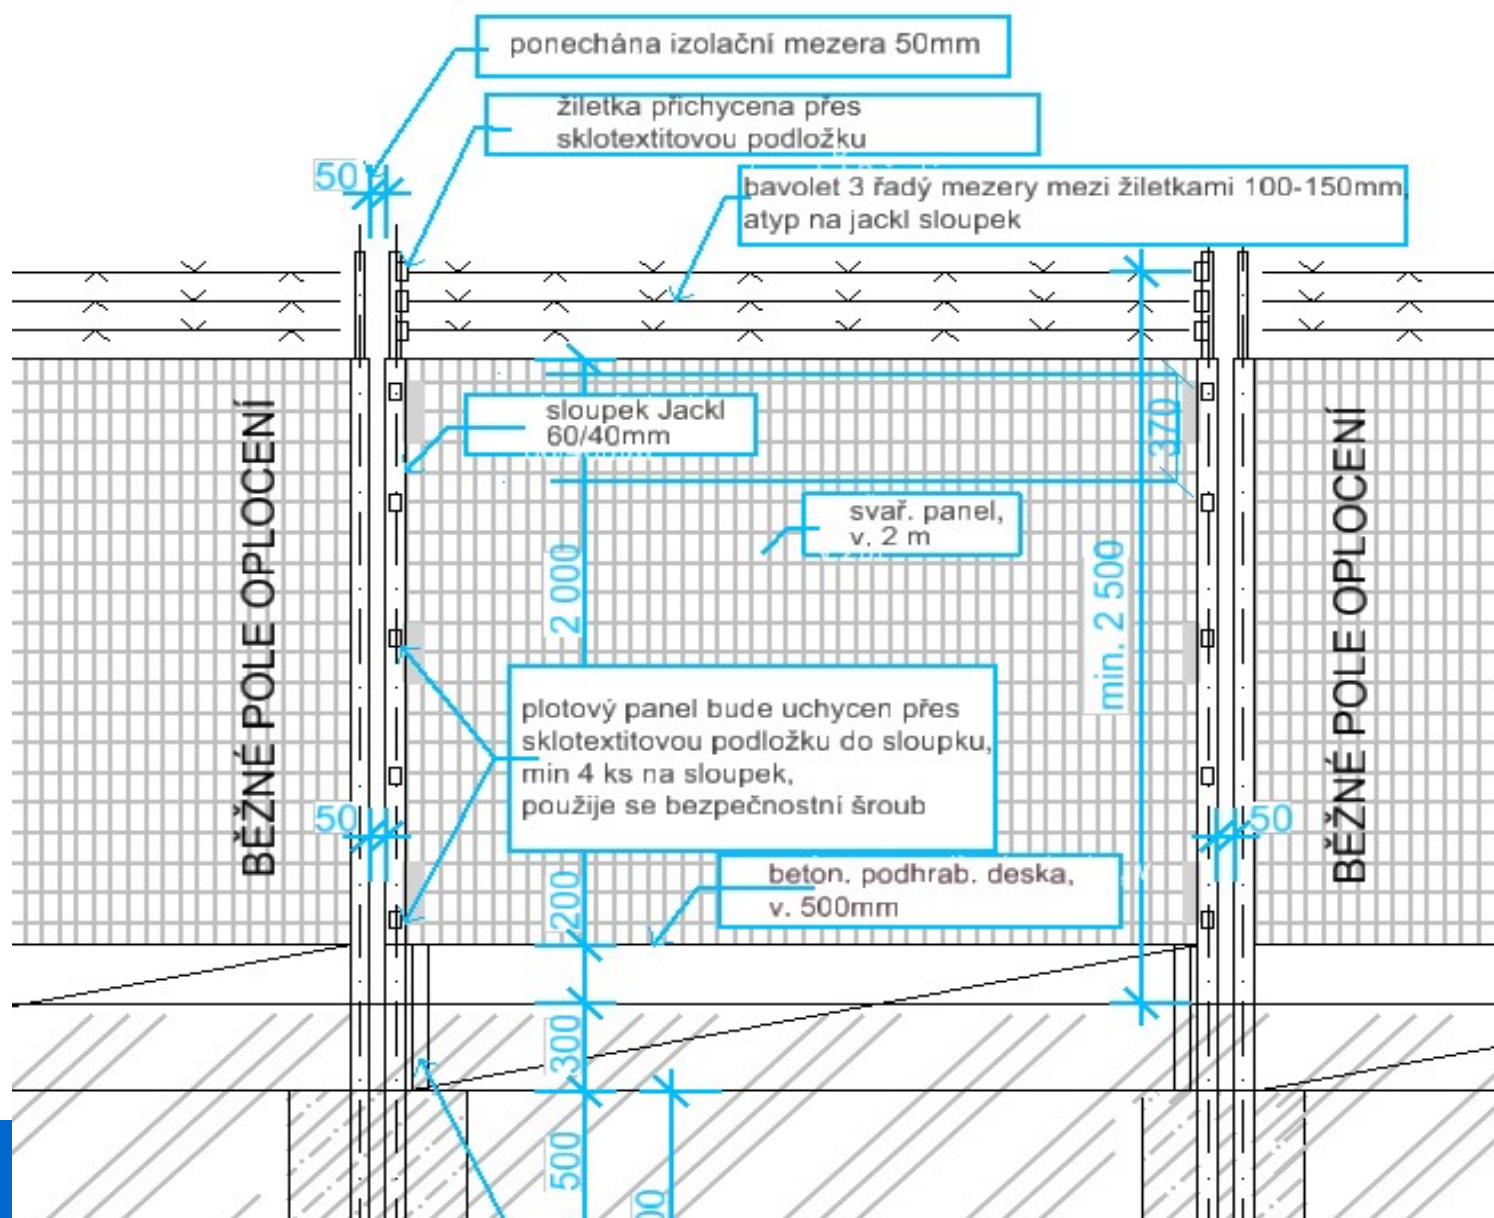 ponechána izolační mezera 50mm
žiletka přichycena přes
sklotextitovou podložku
50
bavolet 3 řadý mezery mezi žiletkami 100-150mm,
atyp na jackl sloupek
sloupek Jackl
60/40mm
370
svař. panel,
v. 2 m
BĚŽNÉ POLE OPLOCENÍ
2 000
min. 2 500
BĚŽNÉ POLE OPLOCENÍ
plotový panel bude uchycen přes
sklotextitovou podložku do sloupku,
min 4 ks na sloupek,
použije se bezpečnostní šroub
50
50
beton. podhrab. deska,
v. 500mm
200
300
500